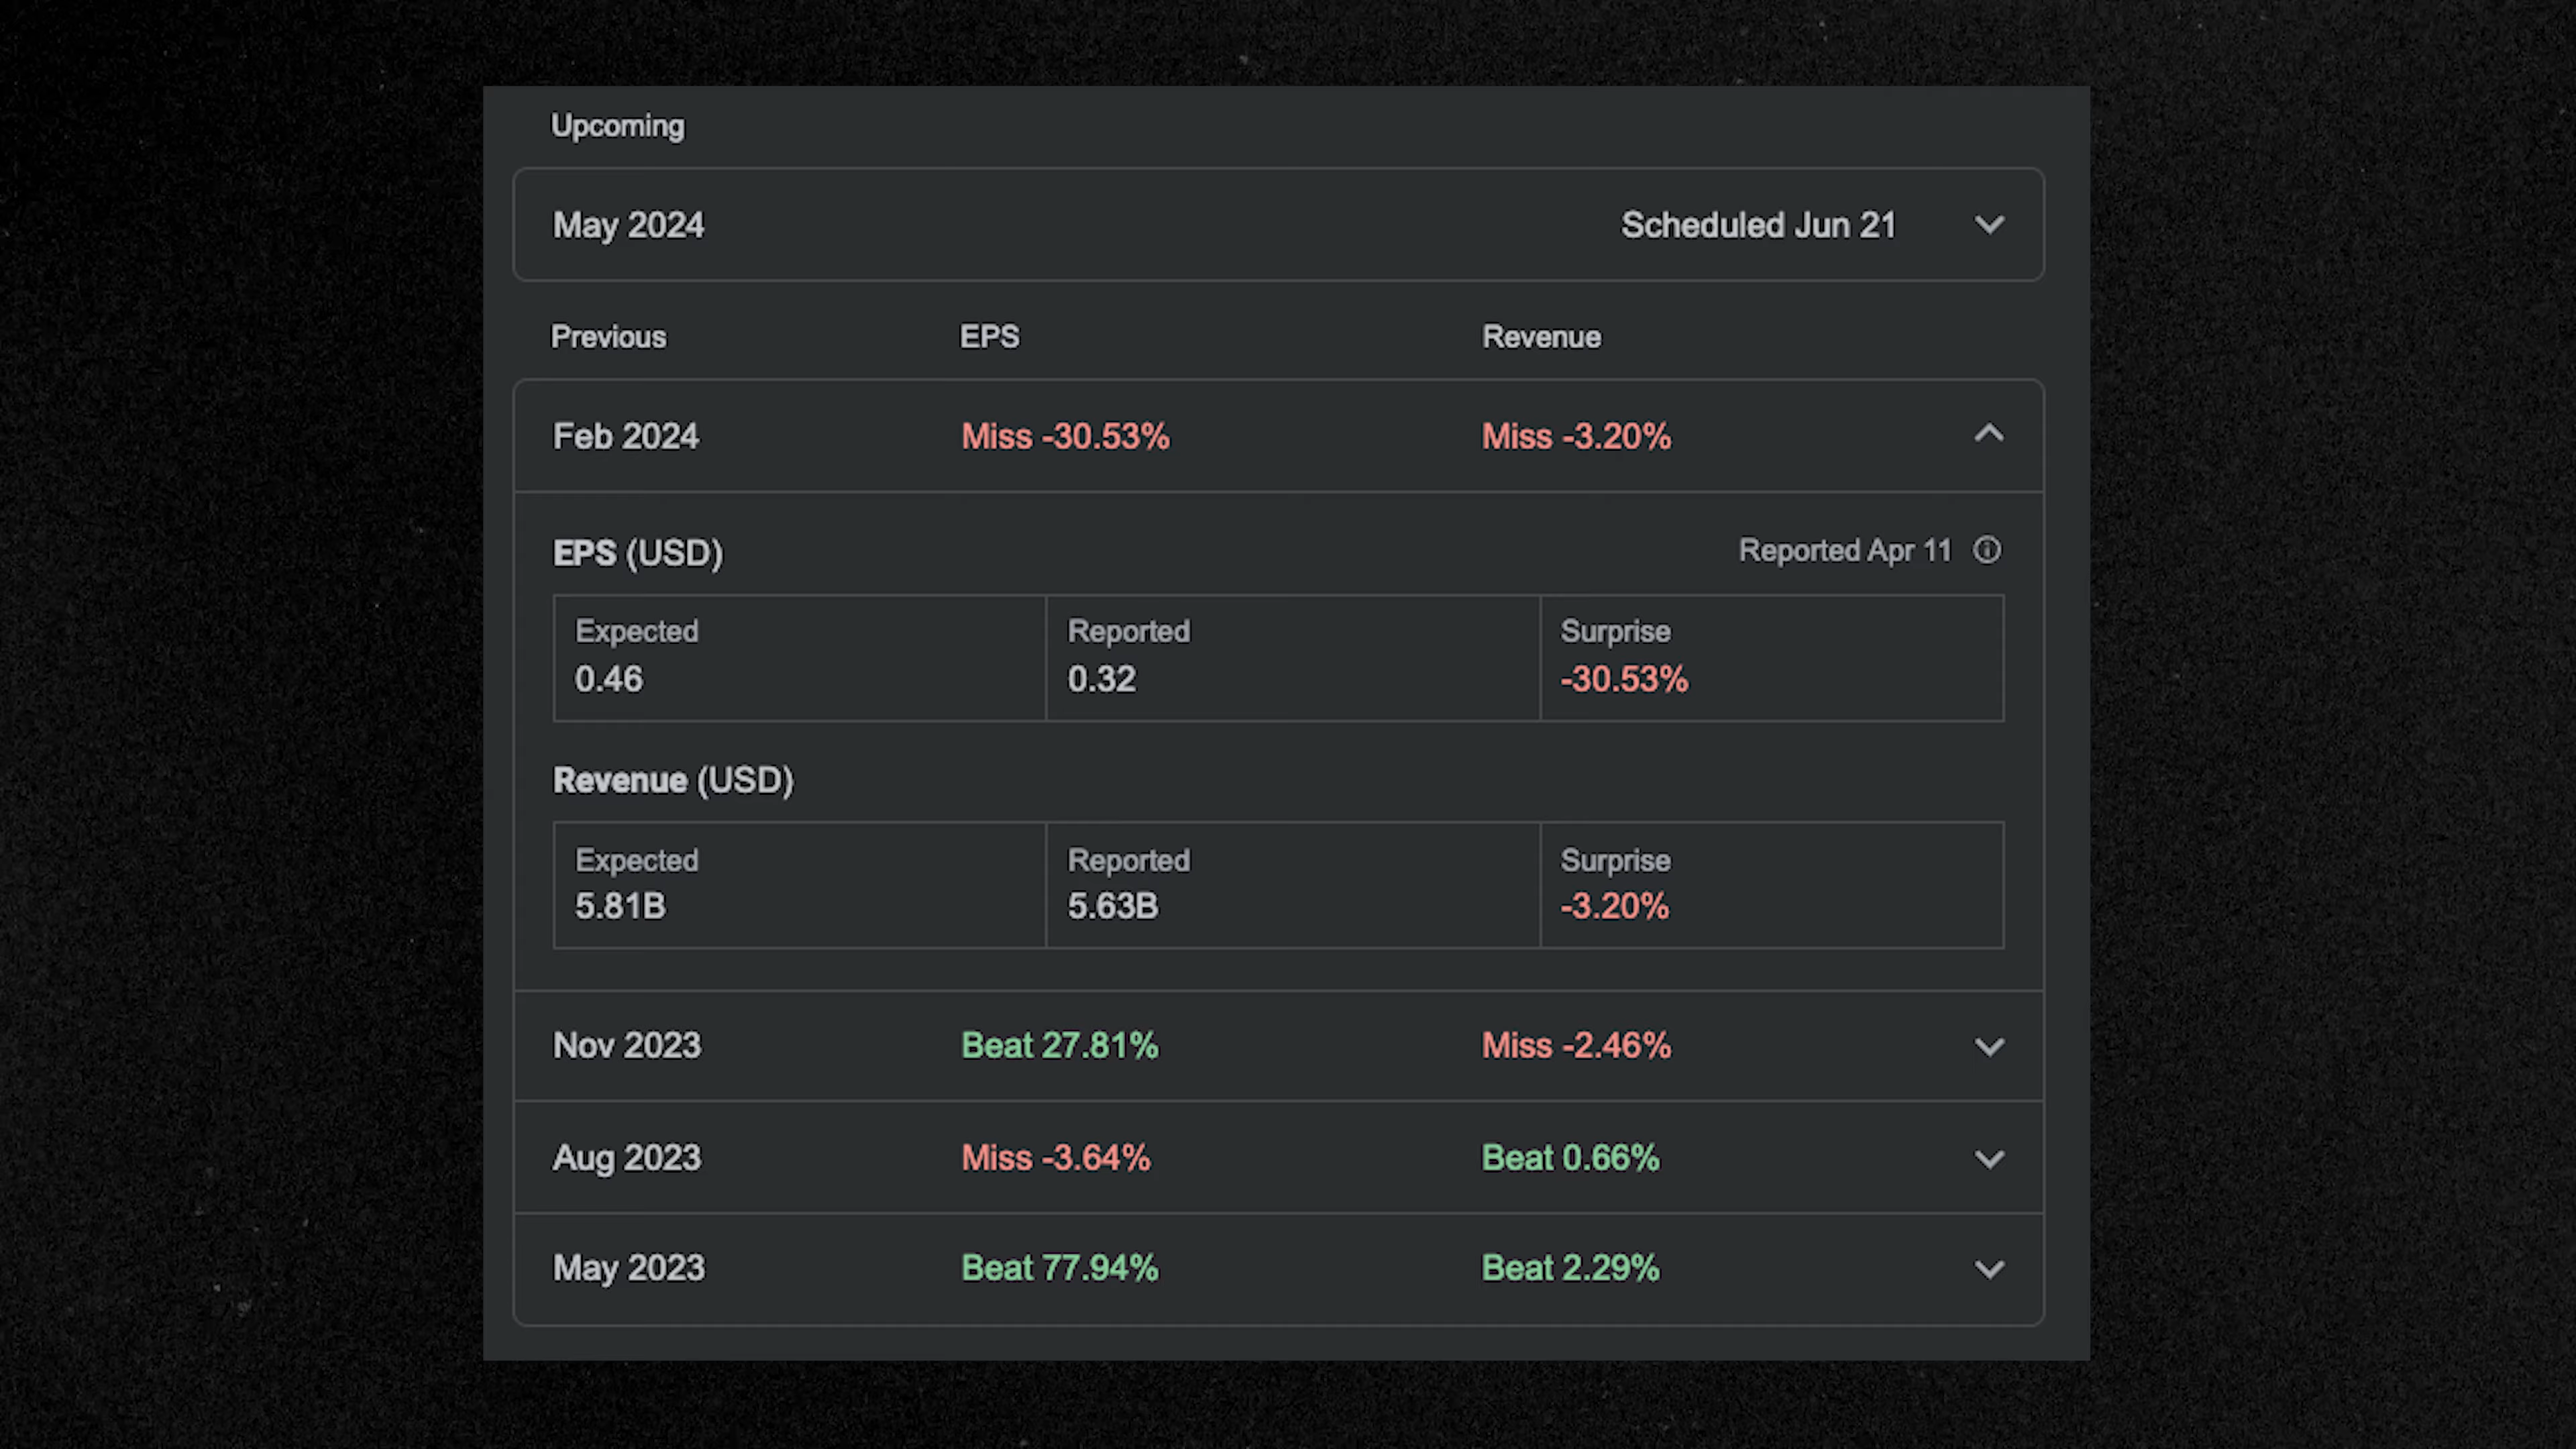 Upcoming
May 2024 Scheduled Jun 21
Previous EPS Revenue
Feb 2024 Miss -30.53% Miss -3.20%
EPS (USD) Reported Apr 11
Expected Reported Surprise
0.46 0.32 -30.53%
Revenue (USD)
Expected Reported Surprise
5.81B 5.63B -3.20%
Nov 2023 Beat 27.81% Miss -2.46%
Aug 2023 Miss -3.64% Beat 0.66%
May 2023 Beat 77.94% Beat 2.29%